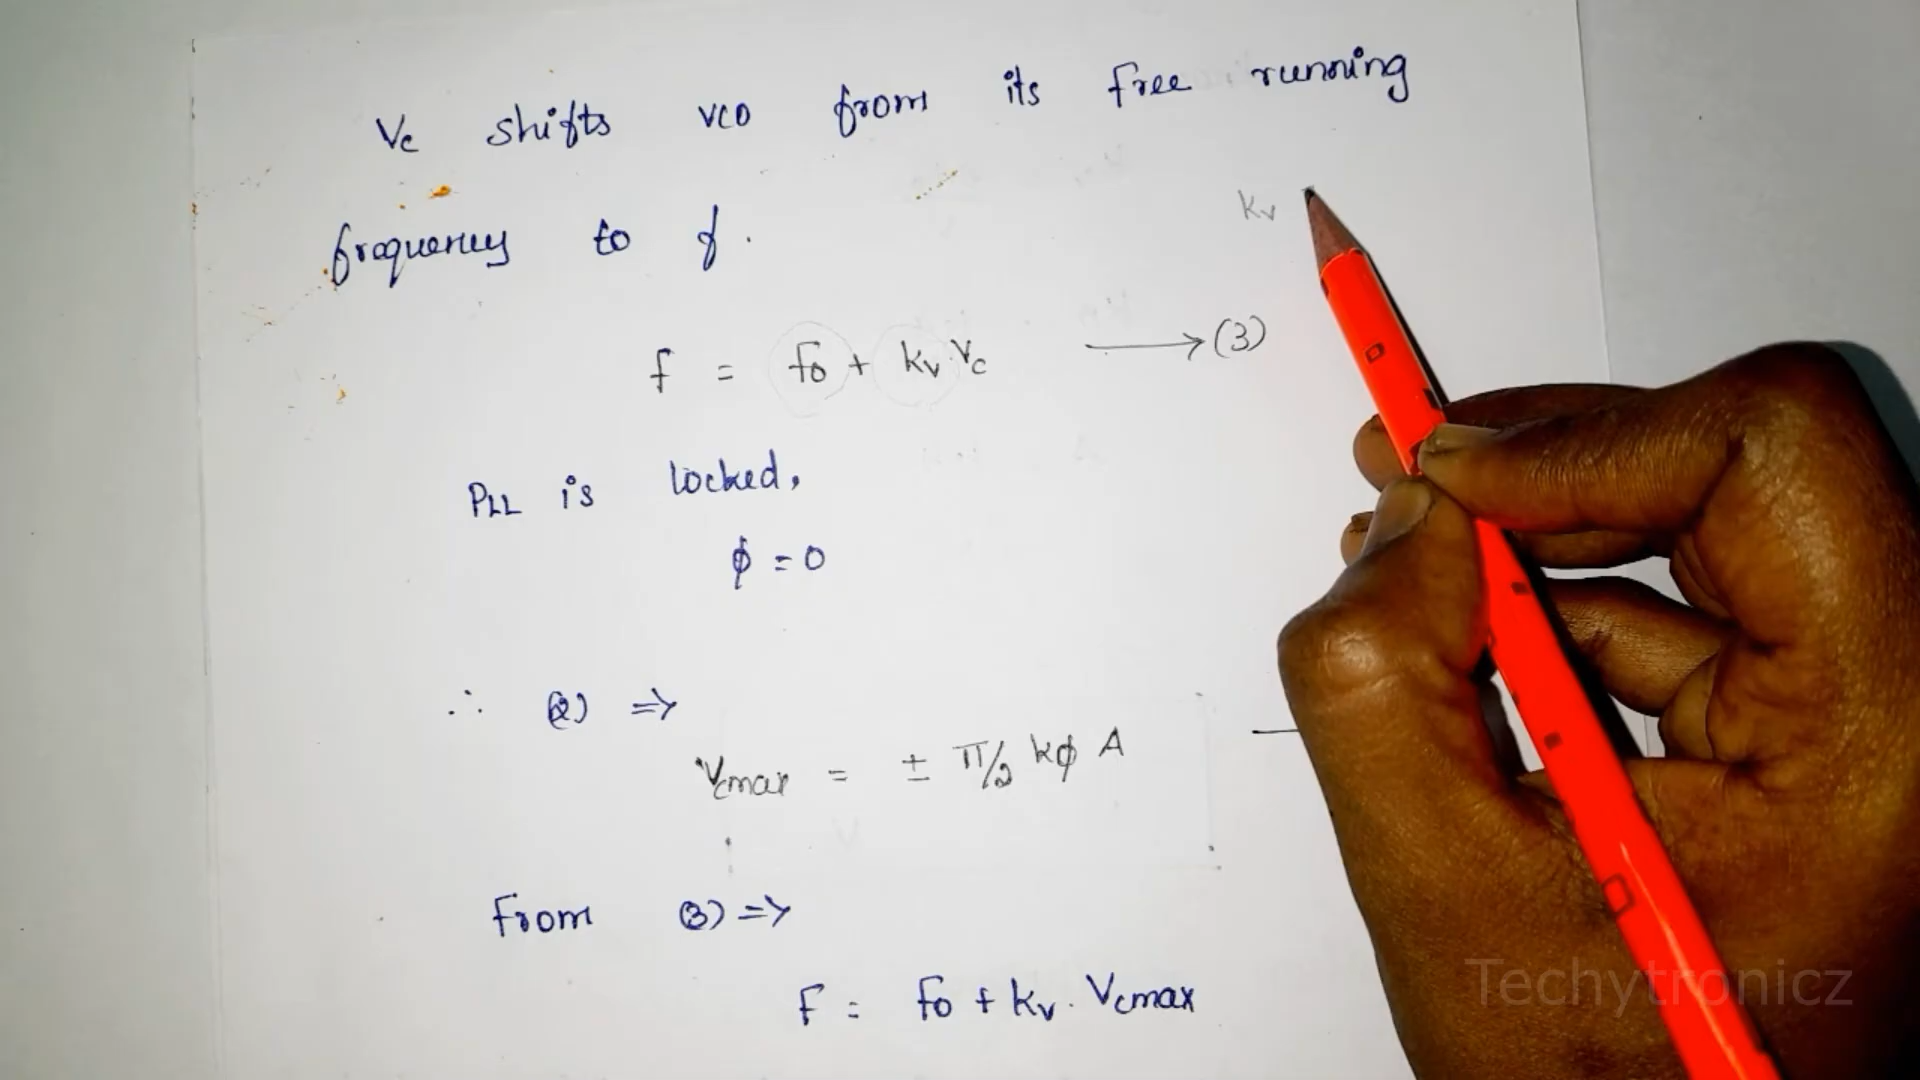 Vc shifts VCO from its free running
Kv
frequency to f.
f = fo + Kv Vc ⟶ (3)
PLL is locked,
ϕ = 0
∴ (2) ⇒
Vcmax = ± π/2 kϕ A
From (3) ⇒
F = fo + Kv . Vcmax
Techytronicz